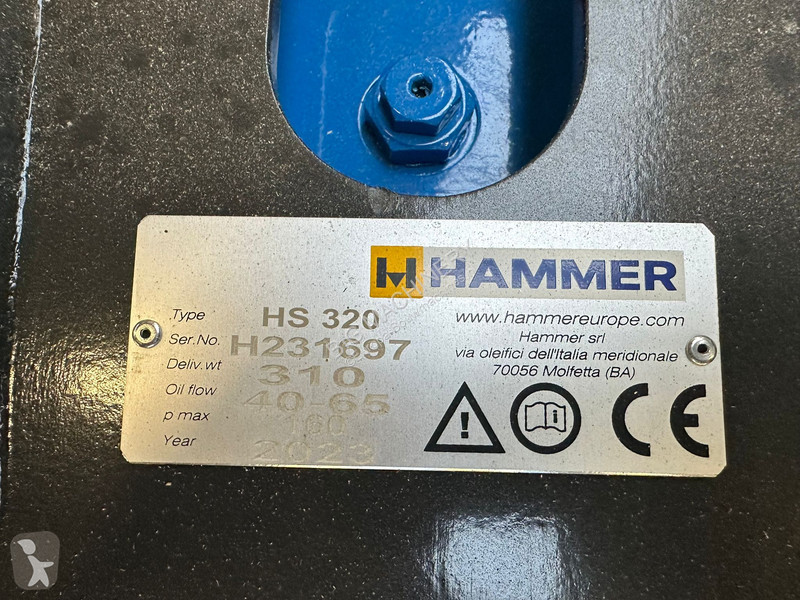 HAMMER
Type HS 320
Ser.No. H231697
Deliv.wt 310
Oil flow 40-65
p max 160
Year 2023
www.hammereurope.com
Hammer srl
via oleifici dell'Italia meridionale
70056 Molfetta (BA)
CE